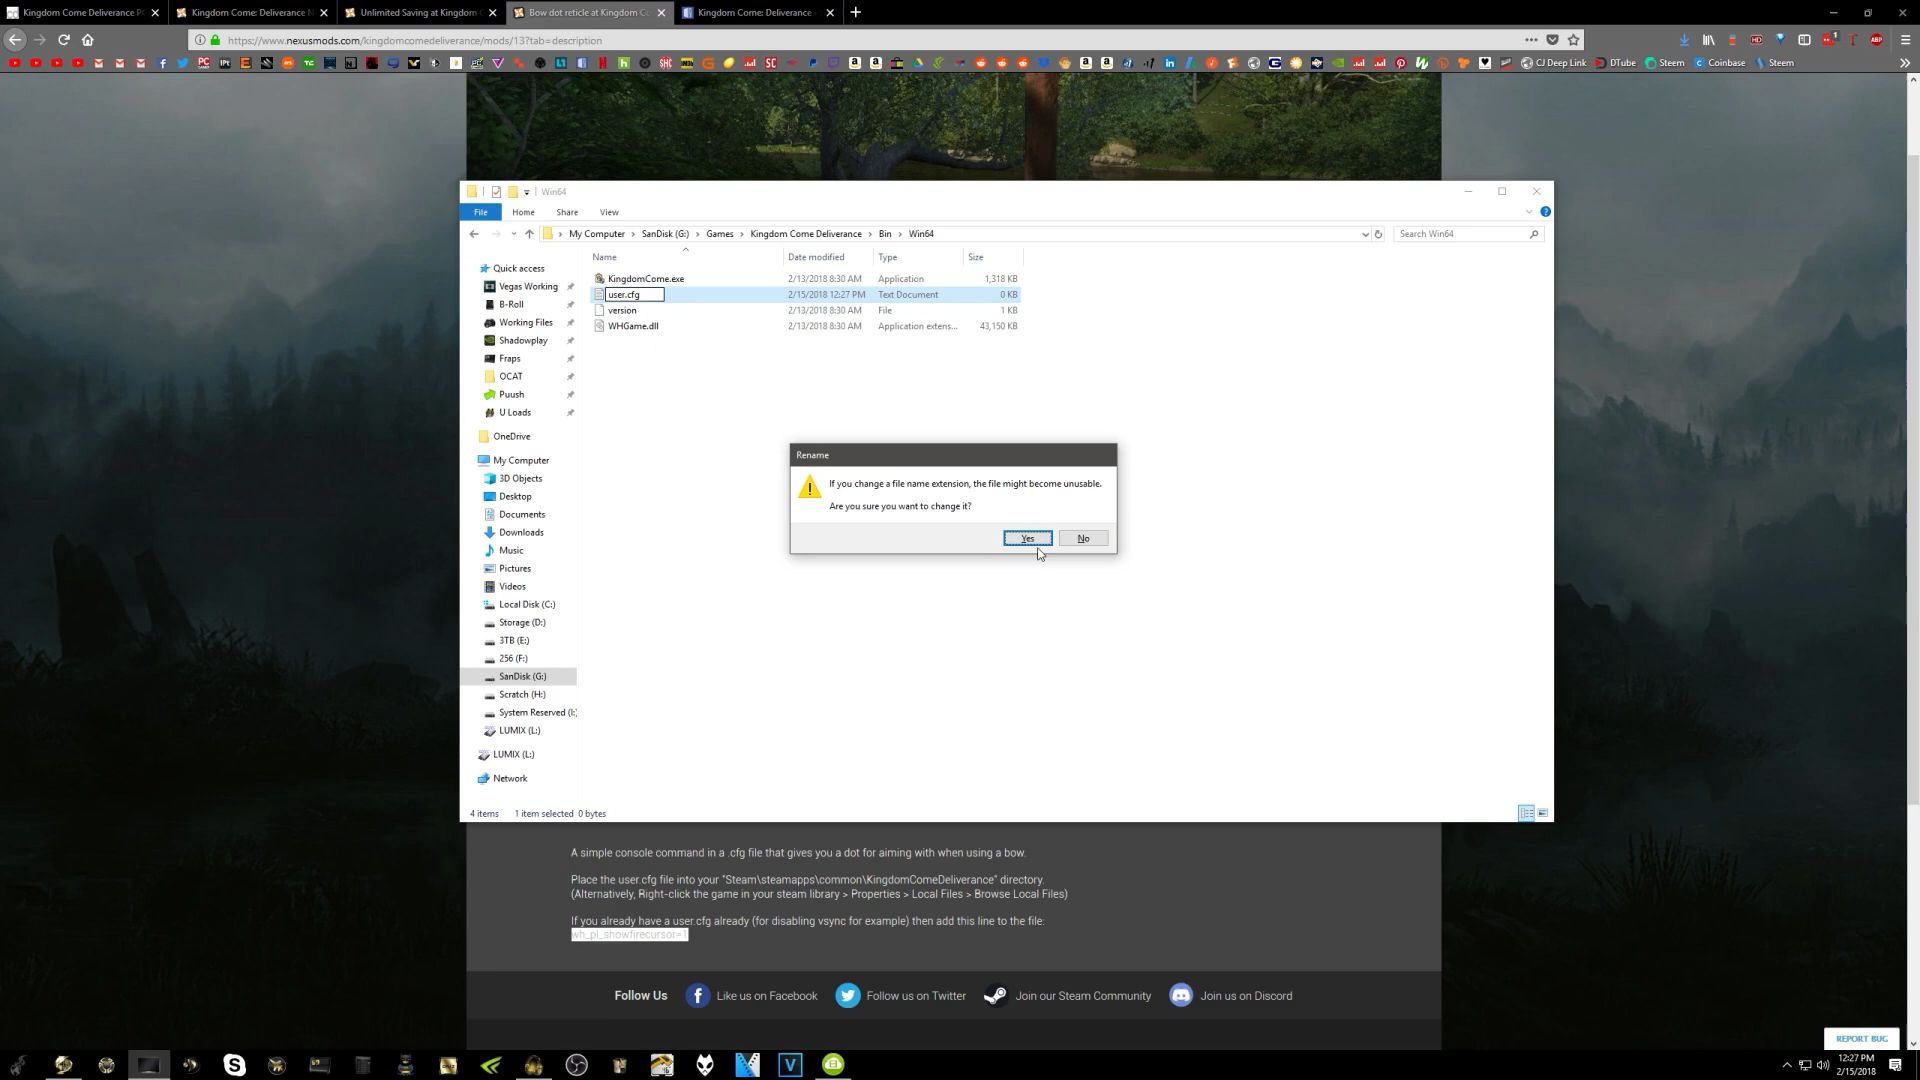 Kingdom Come Deliverance P
Kingdom Come: Deliverance N
Unlimited Saving at Kingdom C
Bow dot reticle at Kingdom Co
Kingdom Come: Deliverance -
https://www.nexusmods.com/kingdomcomedeliverance/mods/13?tab=description
CJ Deep Link
DTube
Steem
Coinbase
Steem
Win64
File
Home
Share
View
My Computer > SanDisk (G:) > Games > Kingdom Come Deliverance > Bin > Win64
Search Win64
Name
Date modified
Type
Size
KingdomCome.exe 2/13/2018 8:30 AM Application 1,318 KB
user.cfg 2/15/2018 12:27 PM Text Document 0 KB
version 2/13/2018 8:30 AM File 1 KB
WHGame.dll 2/13/2018 8:30 AM Application extens... 43,150 KB
Quick access
Vegas Working
B-Roll
Working Files
Shadowplay
Fraps
OCAT
Puush
U Loads
OneDrive
My Computer
3D Objects
Desktop
Documents
Downloads
Music
Pictures
Videos
Local Disk (C:)
Storage (D:)
3TB (E:)
256 (F:)
SanDisk (G:)
Scratch (H:)
System Reserved (I:)
LUMIX (L:)
LUMIX (L:)
Network
Rename
If you change a file name extension, the file might become unusable.
Are you sure you want to change it?
Yes
No
4 items 1 item selected 0 bytes
A simple console command in a .cfg file that gives you a dot for aiming with when using a bow.
Place the user.cfg file into your "Steam\steamapps\common\KingdomComeDeliverance" directory.
(Alternatively, Right-click the game in your steam library > Properties > Local Files > Browse Local Files)
If you already have a user.cfg already (for disabling vsync for example) then add this line to the file:
wh_pl_showfirecursor=1
Follow Us
Like us on Facebook
Follow us on Twitter
Join our Steam Community
Join us on Discord
REPORT BUG
12:27 PM
2/15/2018